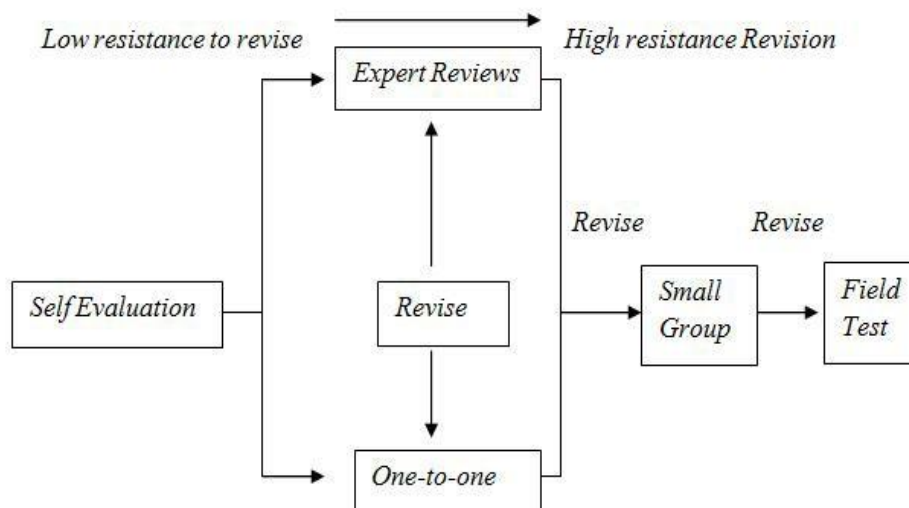 Low resistance to revise
High resistance Revision
Expert Reviews
Revise
Revise
Self Evaluation
Revise
Small
Group
Field
Test
One-to-one